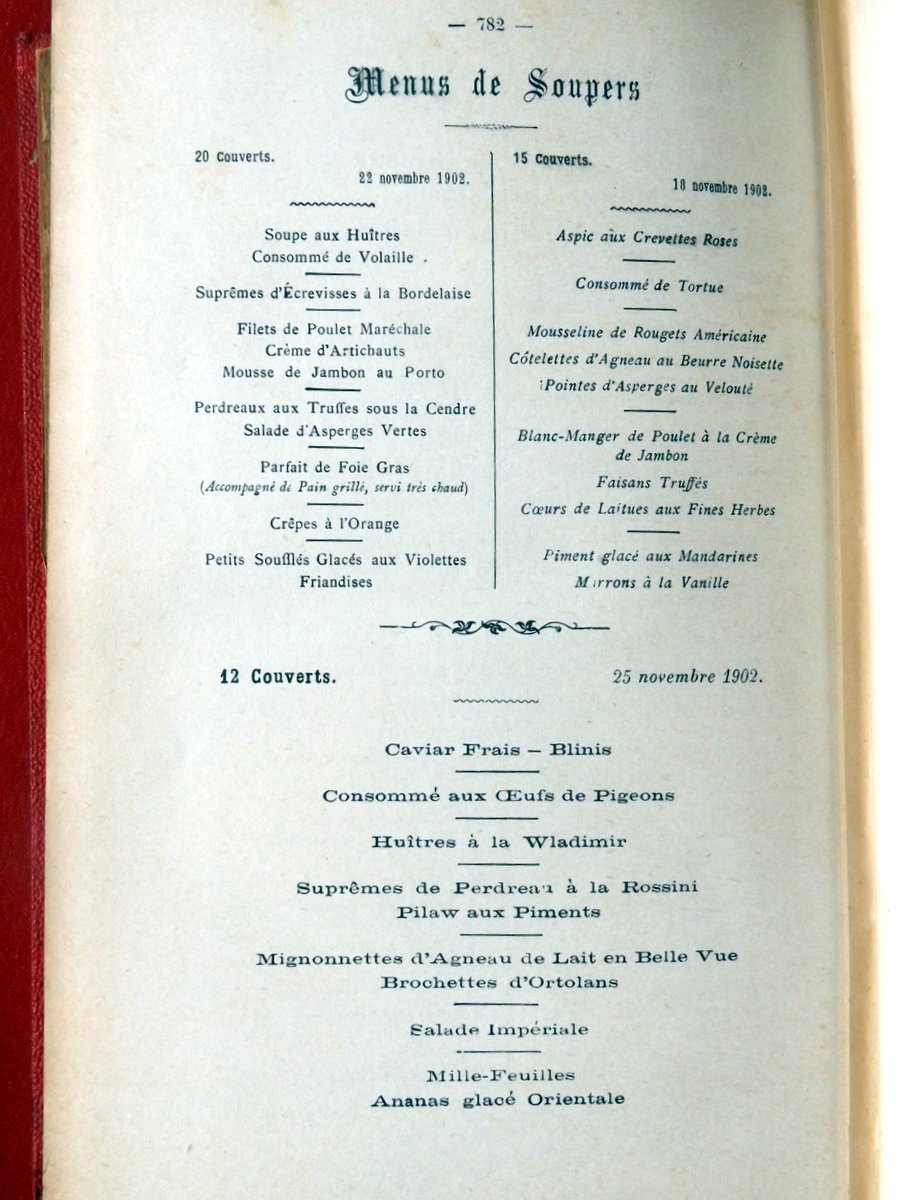 — 782 —
Menus de Soupers
20 Couverts.
22 novembre 1902.
Soupe aux Huîtres
Consommé de Volaille .
Suprêmes d'Écrevisses à la Bordelaise
Filets de Poulet Maréchale
Crème d'Artichauts
Mousse de Jambon au Porto
Perdreaux aux Truffes sous la Cendre
Salade d'Asperges Vertes
Parfait de Foie Gras
(Accompagné de Pain grillé, servi très chaud)
Crêpes à l'Orange
Petits Soufflés Glacés aux Violettes
Friandises
15 Couverts.
18 novembre 1902.
Aspic aux Crevettes Roses
Consommé de Tortue
Mousseline de Rougets Américaine
Côtelettes d'Agneau au Beurre Noisette
Pointes d'Asperges au Velouté
Blanc-Manger de Poulet à la Crème
de Jambon
Faisans Truffés
Cœurs de Laitues aux Fines Herbes
Piment glacé aux Mandarines
Marrons à la Vanille
12 Couverts.
25 novembre 1902.
Caviar Frais – Blinis
Consommé aux Œufs de Pigeons
Huîtres à la Wladimir
Suprêmes de Perdreau à la Rossini
Pilaw aux Piments
Mignonnettes d'Agneau de Lait en Belle Vue
Brochettes d'Ortolans
Salade Impériale
Mille-Feuilles
Ananas glacé Orientale